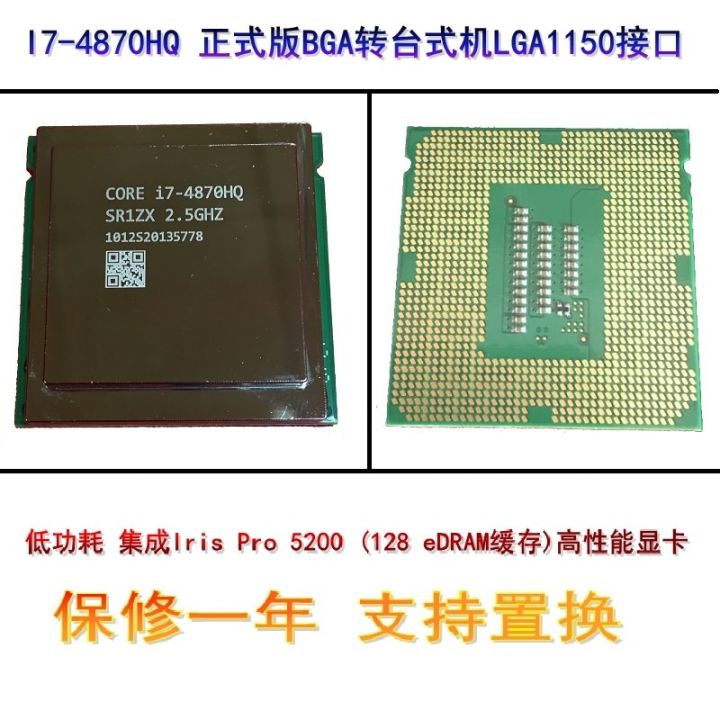 I7-4870HQ 正式版BGA转台式机LGA1150接口
CORE i7-4870HQ
SR1ZX 2.5GHZ
1012S20135778
低功耗 集成Iris Pro 5200 (128 eDRAM缓存)高性能显卡
保修一年 支持置换